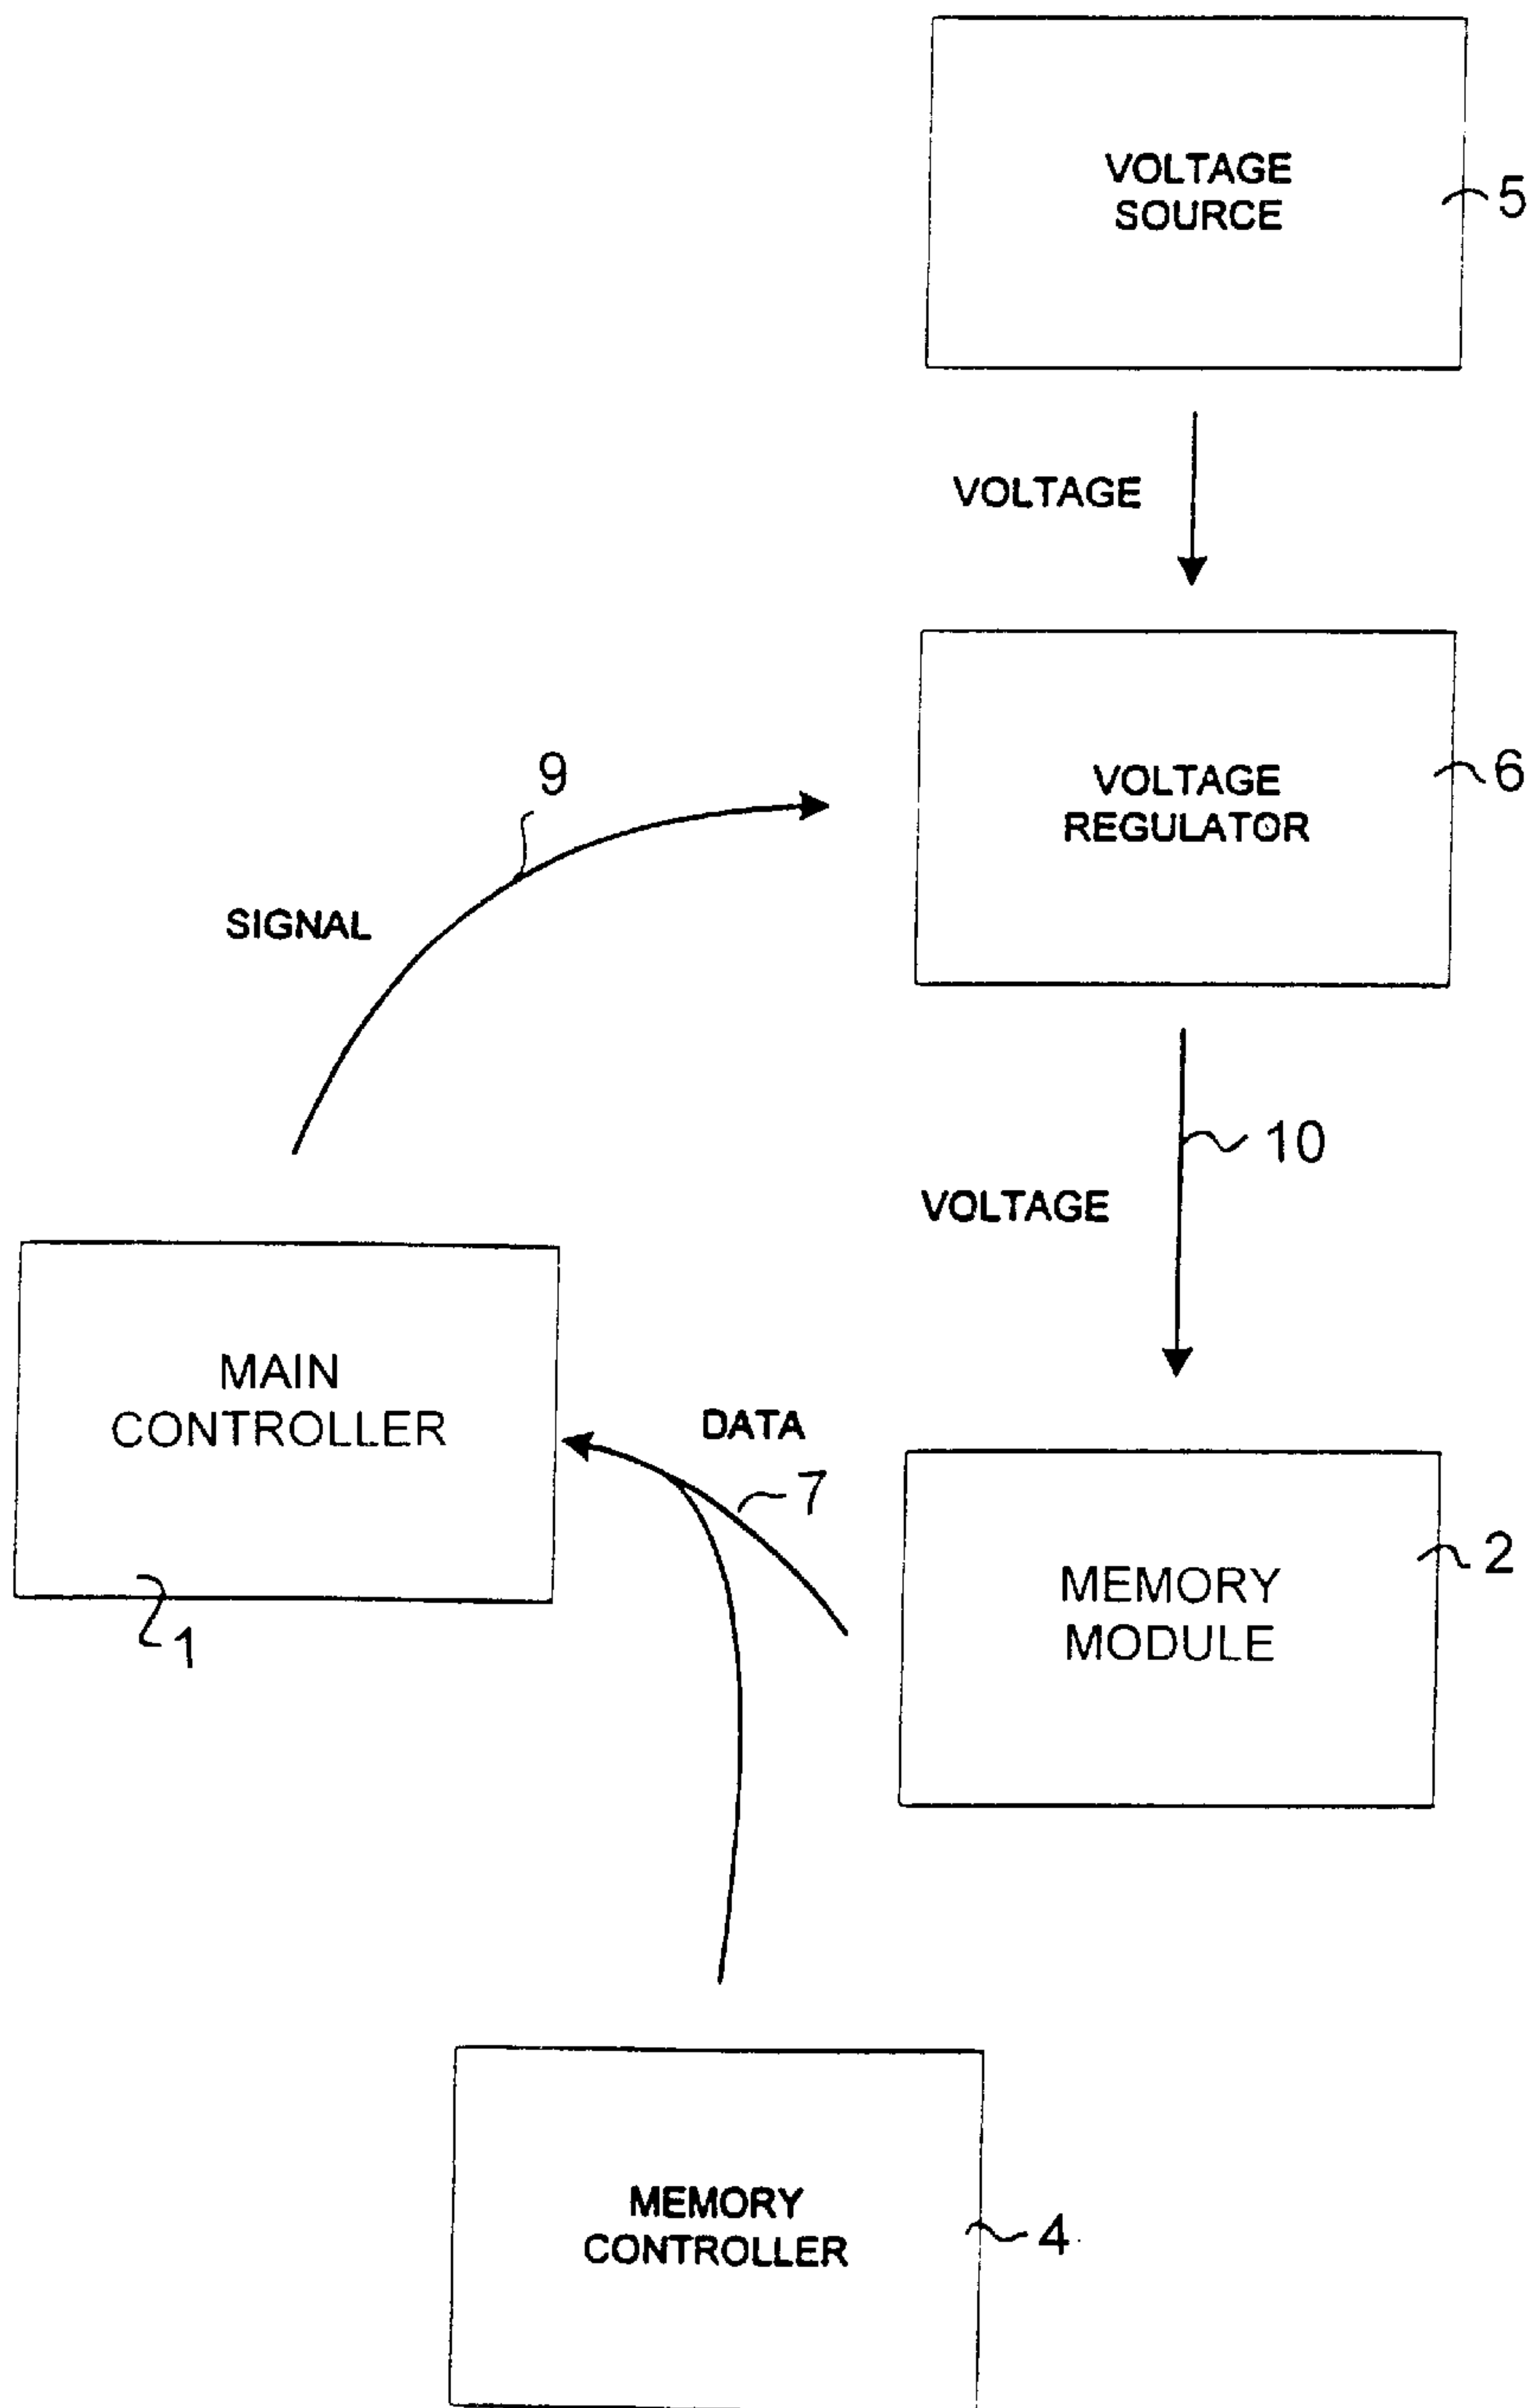 VOLTAGE
SOURCE
5
VOLTAGE
VOLTAGE
REGULATOR
6
9
SIGNAL
10
VOLTAGE
MAIN
CONTROLLER
1
DATA
7
MEMORY
MODULE
2
MEMORY
CONTROLLER
4